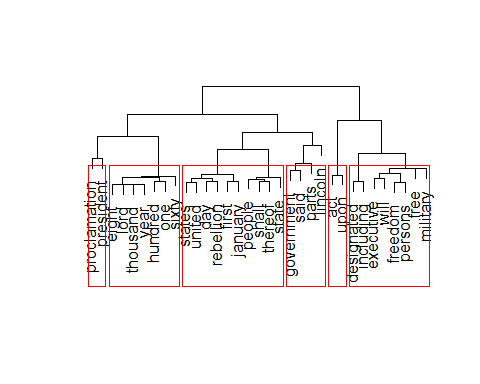 proclamation
president
eight
lord
thousand
year
hundred
one
sixty
states
united
day
rebellion
first
january
people
shall
thereof
state
government
said
parts
lincoln
act
upon
designated
including
executive
will
freedom
persons
free
military